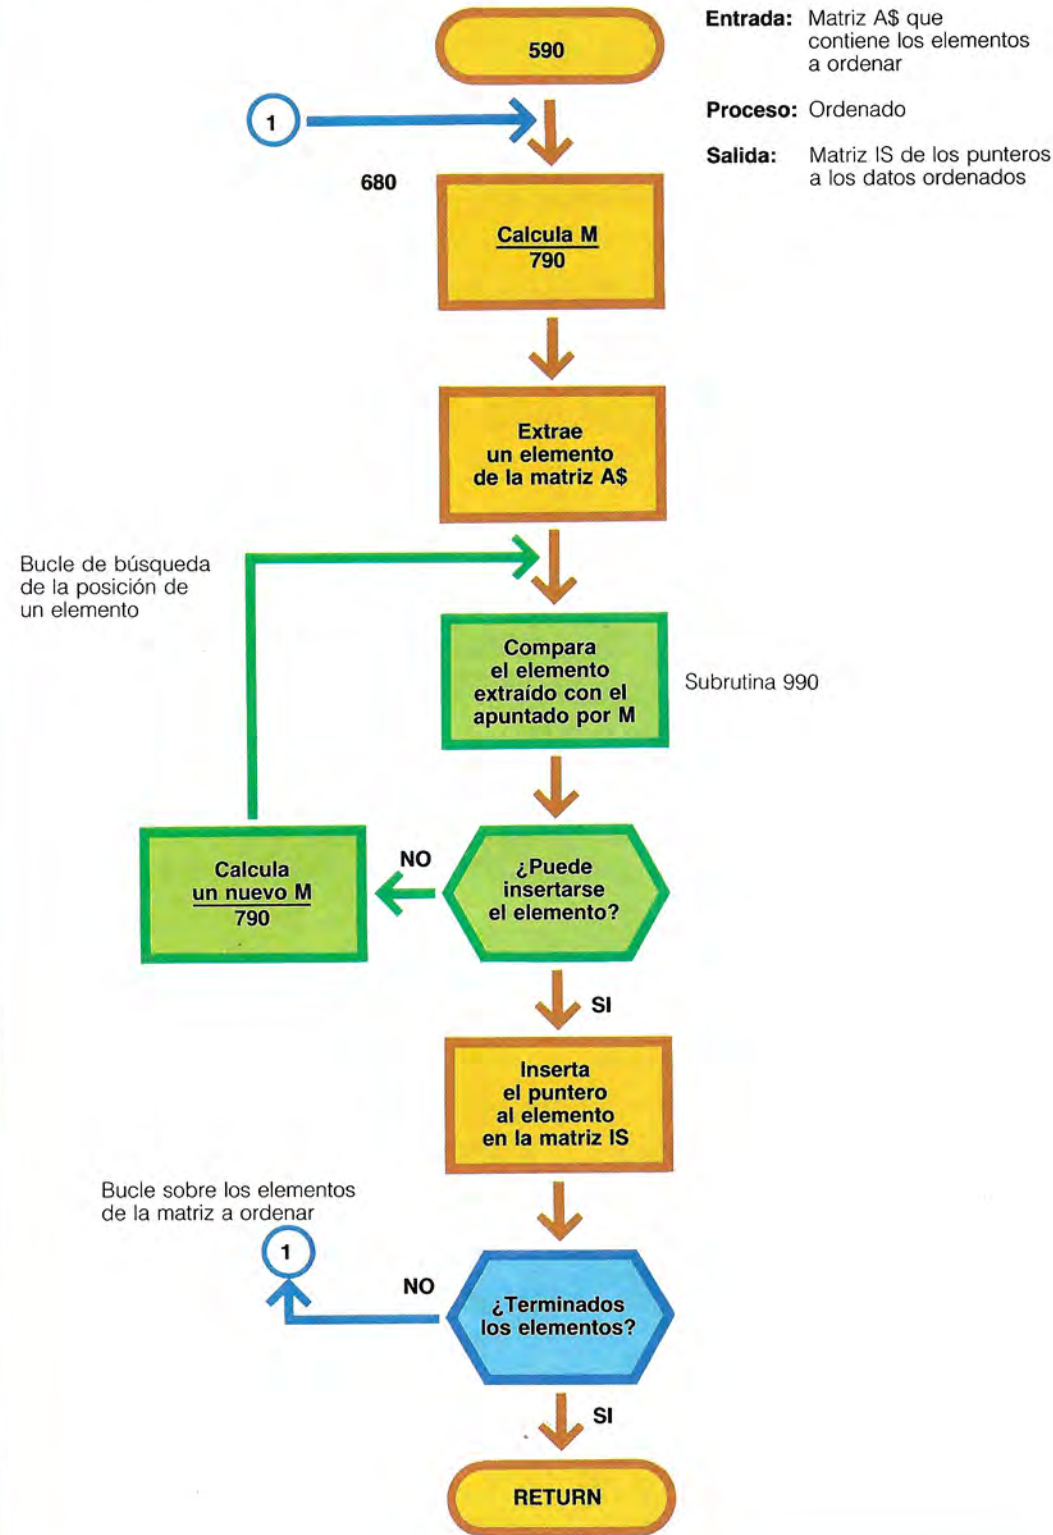 590
Entrada: Matriz A$ que
contiene los elementos
a ordenar
Proceso: Ordenado
Salida: Matriz IS de los punteros
a los datos ordenados
1
680
Calcula M
790
Extrae
un elemento
de la matriz A$
Bucle de búsqueda
de la posición de
un elemento
Compara
el elemento
extraído con el
apuntado por M
Subrutina 990
¿Puede
insertarse
el elemento?
NO
Calcula
un nuevo M
790
SI
Inserta
el puntero
al elemento
en la matriz IS
Bucle sobre los elementos
de la matriz a ordenar
1
NO
¿Terminados
los elementos?
SI
RETURN